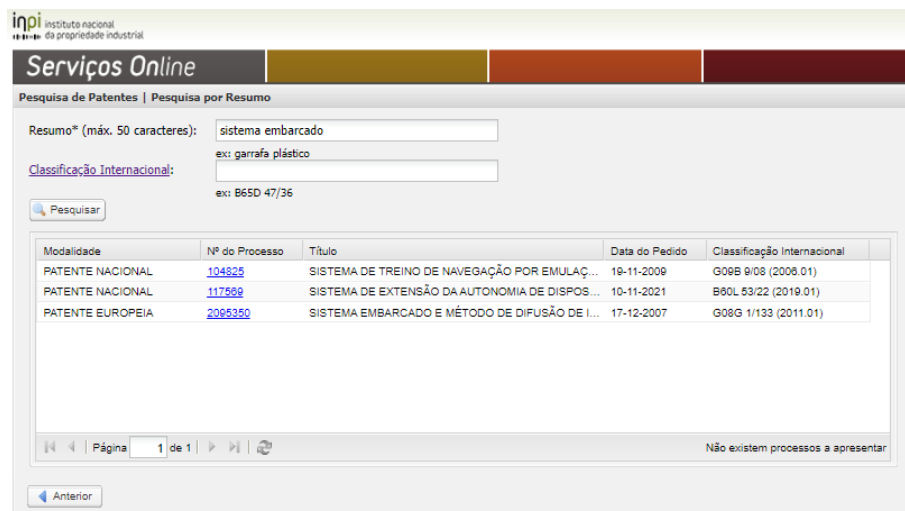 inpi instituto nacional
da propriedade industrial
Serviços Online
Pesquisa de Patentes | Pesquisa por Resumo
Resumo* (máx. 50 caracteres): sistema embarcado
ex: garrafa plástico
Classificação Internacional:
ex: B65D 47/36
Pesquisar
Modalidade Nº do Processo Título Data do Pedido Classificação Internacional
PATENTE NACIONAL 104825 SISTEMA DE TREINO DE NAVEGAÇÃO POR EMULAÇ... 19-11-2009 G09B 9/08 (2006.01)
PATENTE NACIONAL 117569 SISTEMA DE EXTENSÃO DA AUTONOMIA DE DISPOS... 10-11-2021 B60L 53/22 (2019.01)
PATENTE EUROPEIA 2095350 SISTEMA EMBARCADO E MÉTODO DE DIFUSÃO DE I... 17-12-2007 G08G 1/133 (2011.01)
Página 1 de 1 Não existem processos a apresentar
Anterior